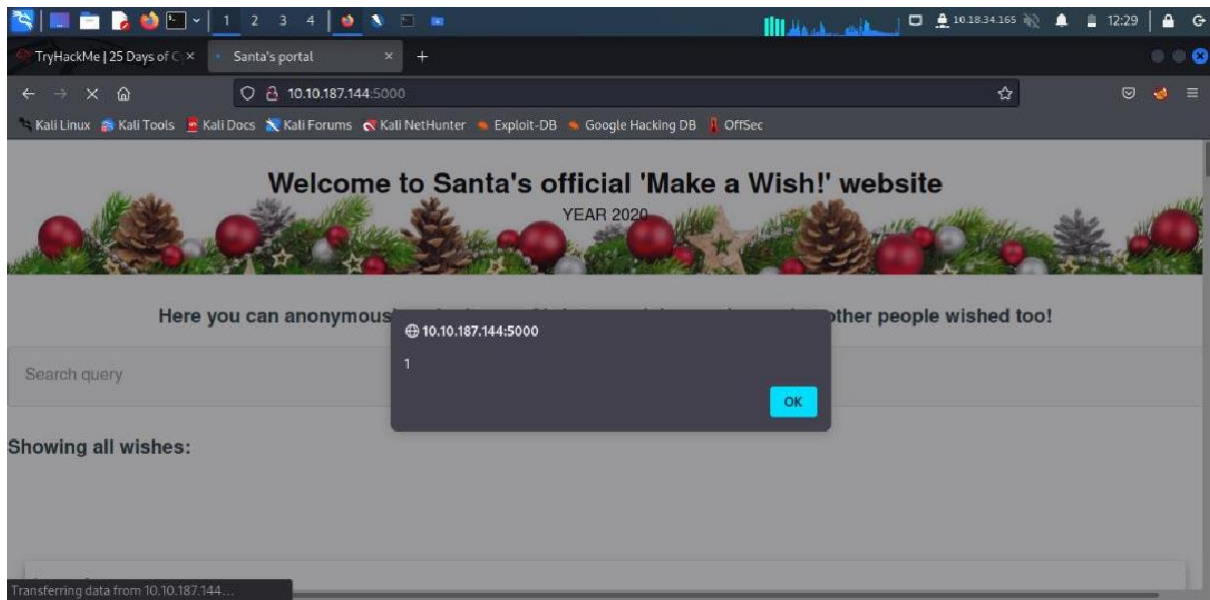 1 2 3 4 10.18.34.165 12:29
TryHackMe | 25 Days of C Santa's portal
10.10.187.144:5000
Kali Linux Kali Tools Kali Docs Kali Forums Kali NetHunter Exploit-DB Google Hacking DB OffSec
Welcome to Santa's official 'Make a Wish!' website
YEAR 2020
Here you can anonymous other people wished too!
10.10.187.144:5000
1
OK
Search query
Showing all wishes:
Transferring data from 10.10.187.144...